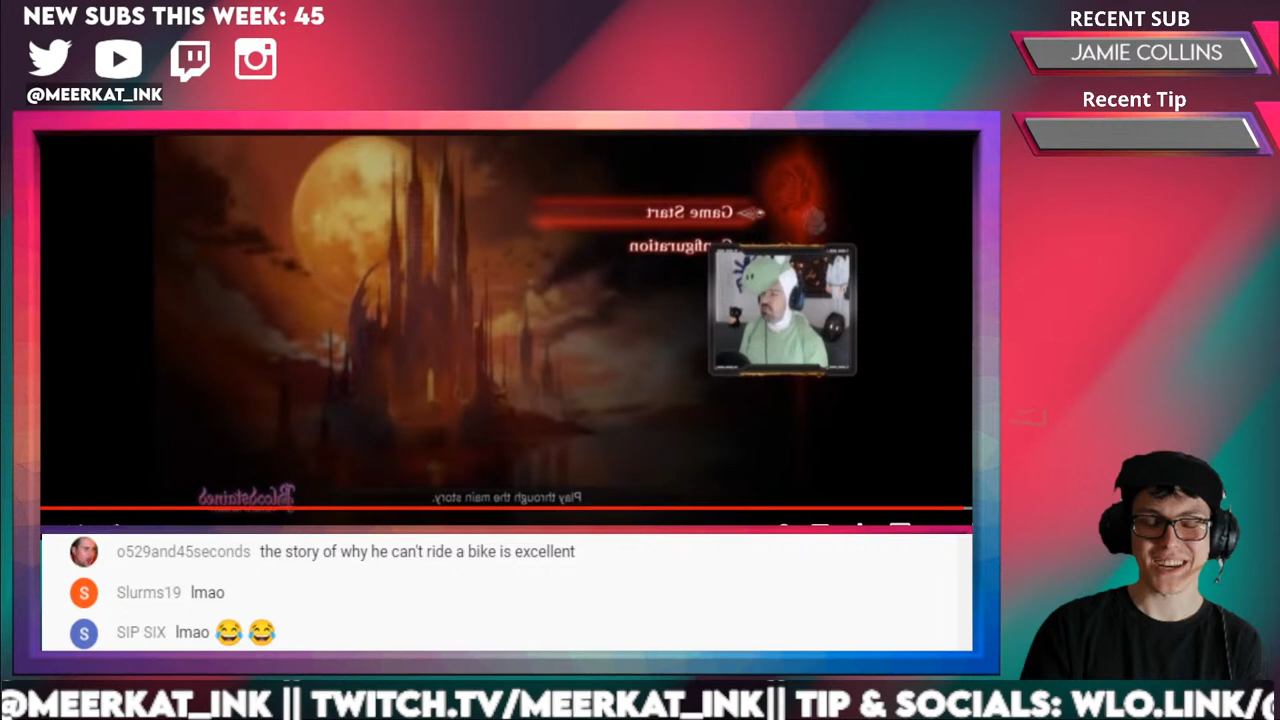 NEW SUBS THIS WEEK: 45
@MEERKAT_INK
RECENT SUB
JAMIE COLLINS
Recent Tip
Game Start
Configuration
Play through the main story.
Bloodstained
o529and45seconds the story of why he can't ride a bike is excellent
S Slurms19 lmao
S SIP SIX lmao 😂 😂
@MEERKAT_INK || TWITCH.TV/MEERKAT_INK|| TIP & SOCIALS: WLO.LINK/@